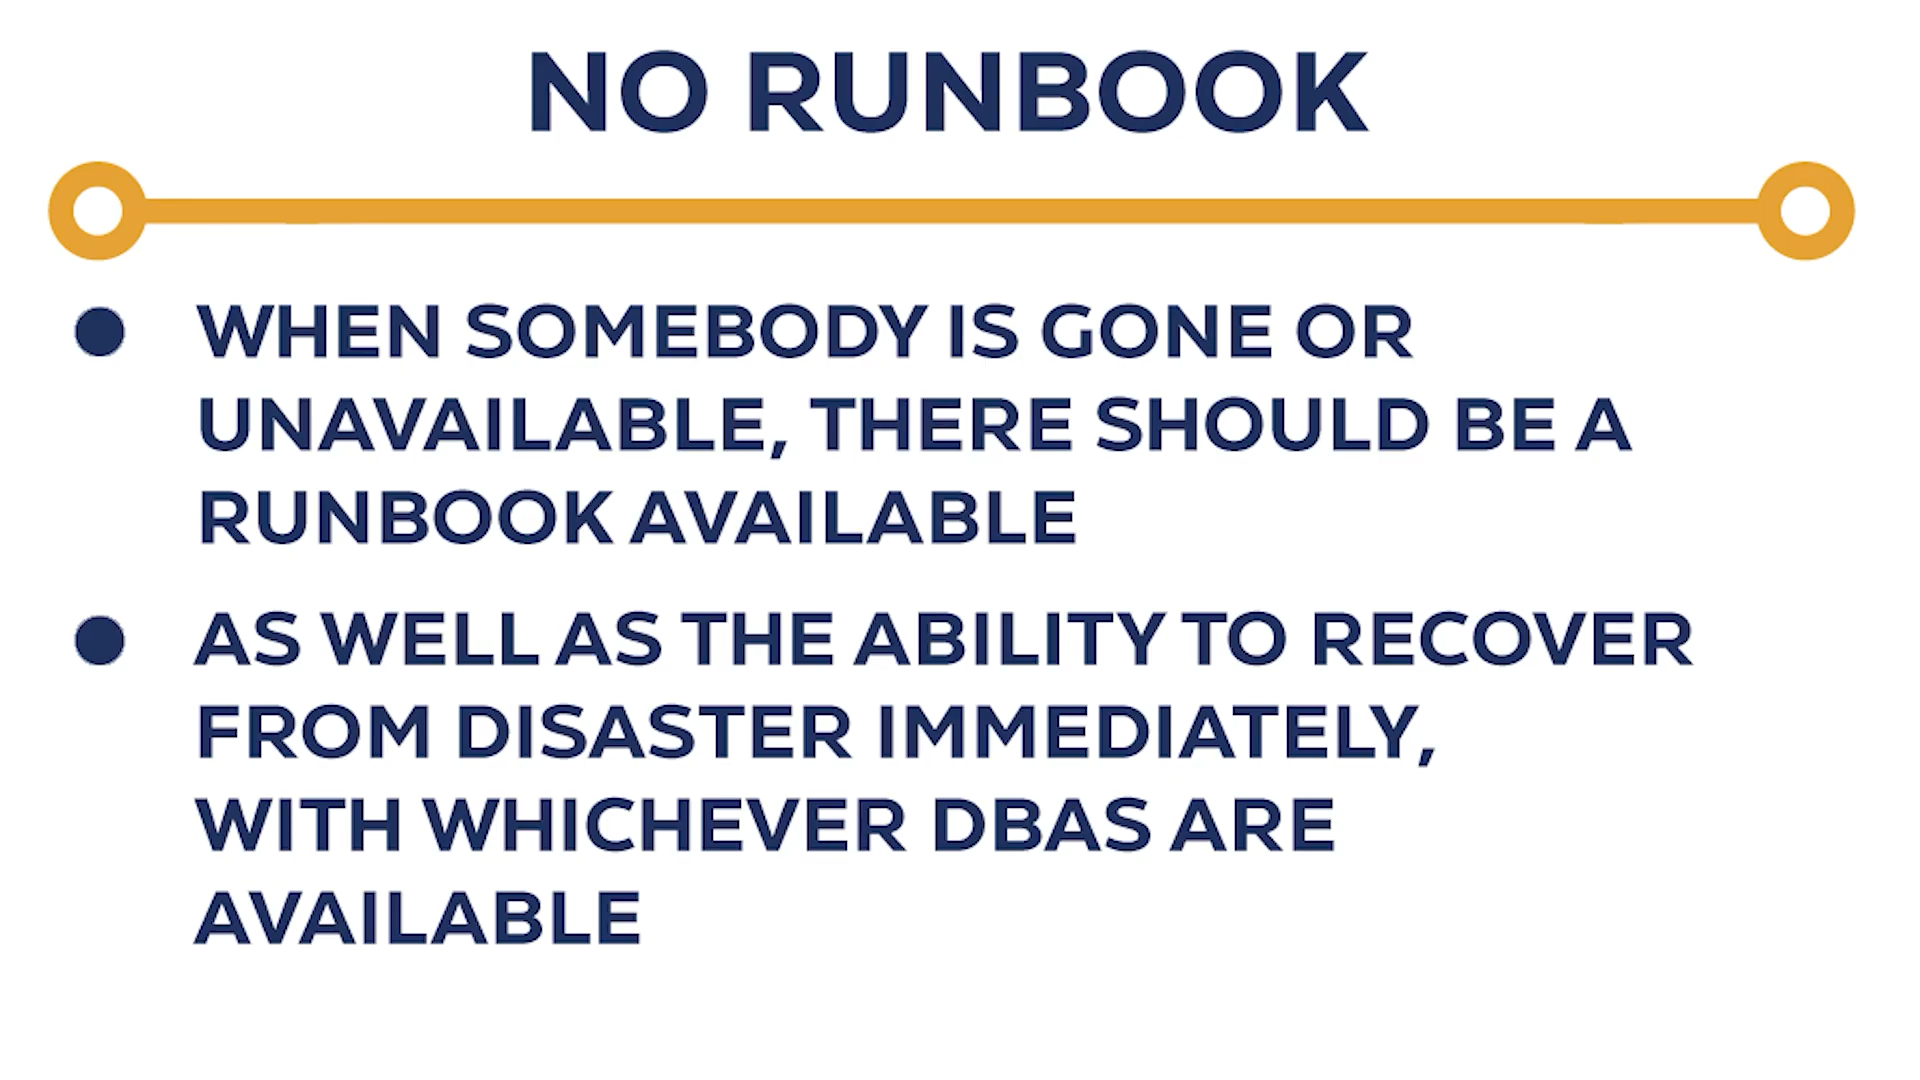 NO RUNBOOK
WHEN SOMEBODY IS GONE OR
UNAVAILABLE, THERE SHOULD BE A
RUNBOOK AVAILABLE
AS WELL AS THE ABILITY TO RECOVER
FROM DISASTER IMMEDIATELY,
WITH WHICHEVER DBAS ARE
AVAILABLE